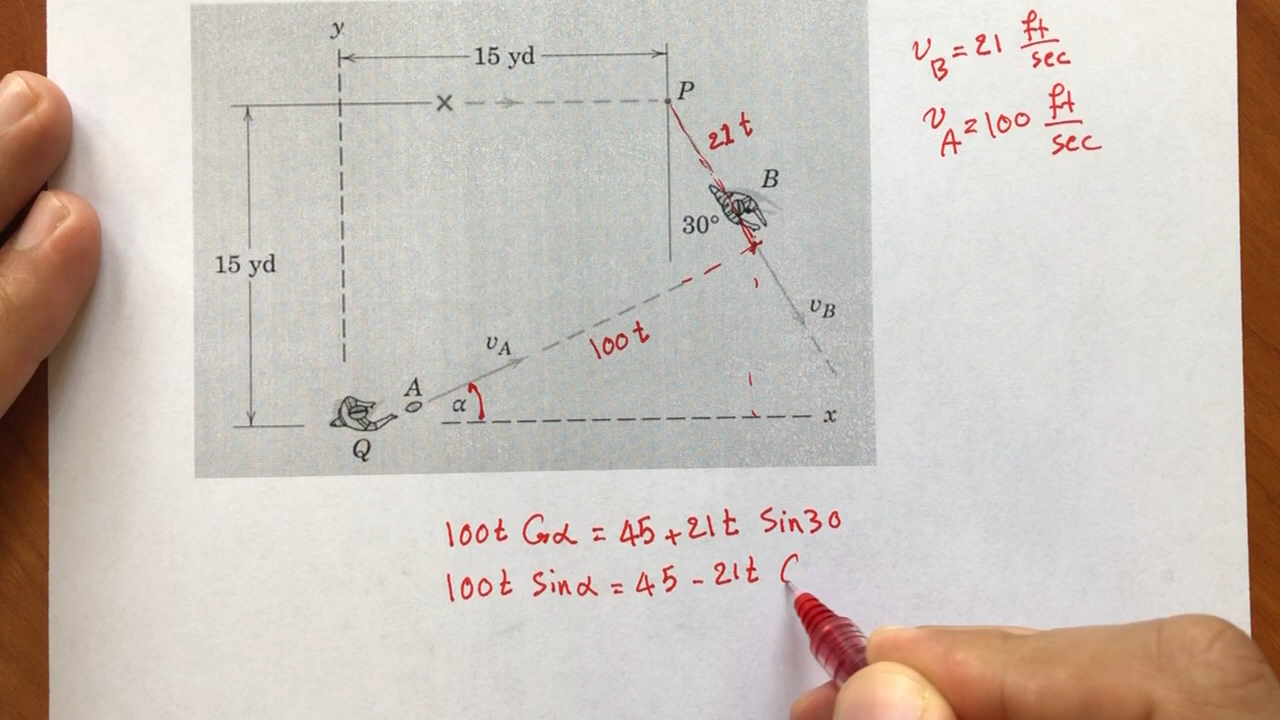 y
15 yd
P
21t
B
30°
15 yd
v_B
v_A
100t
A
α
x
Q
v_B = 21 ft/sec
v_A = 100 ft/sec
100t Cosα = 45 + 21t Sin30
100t Sinα = 45 - 21t C